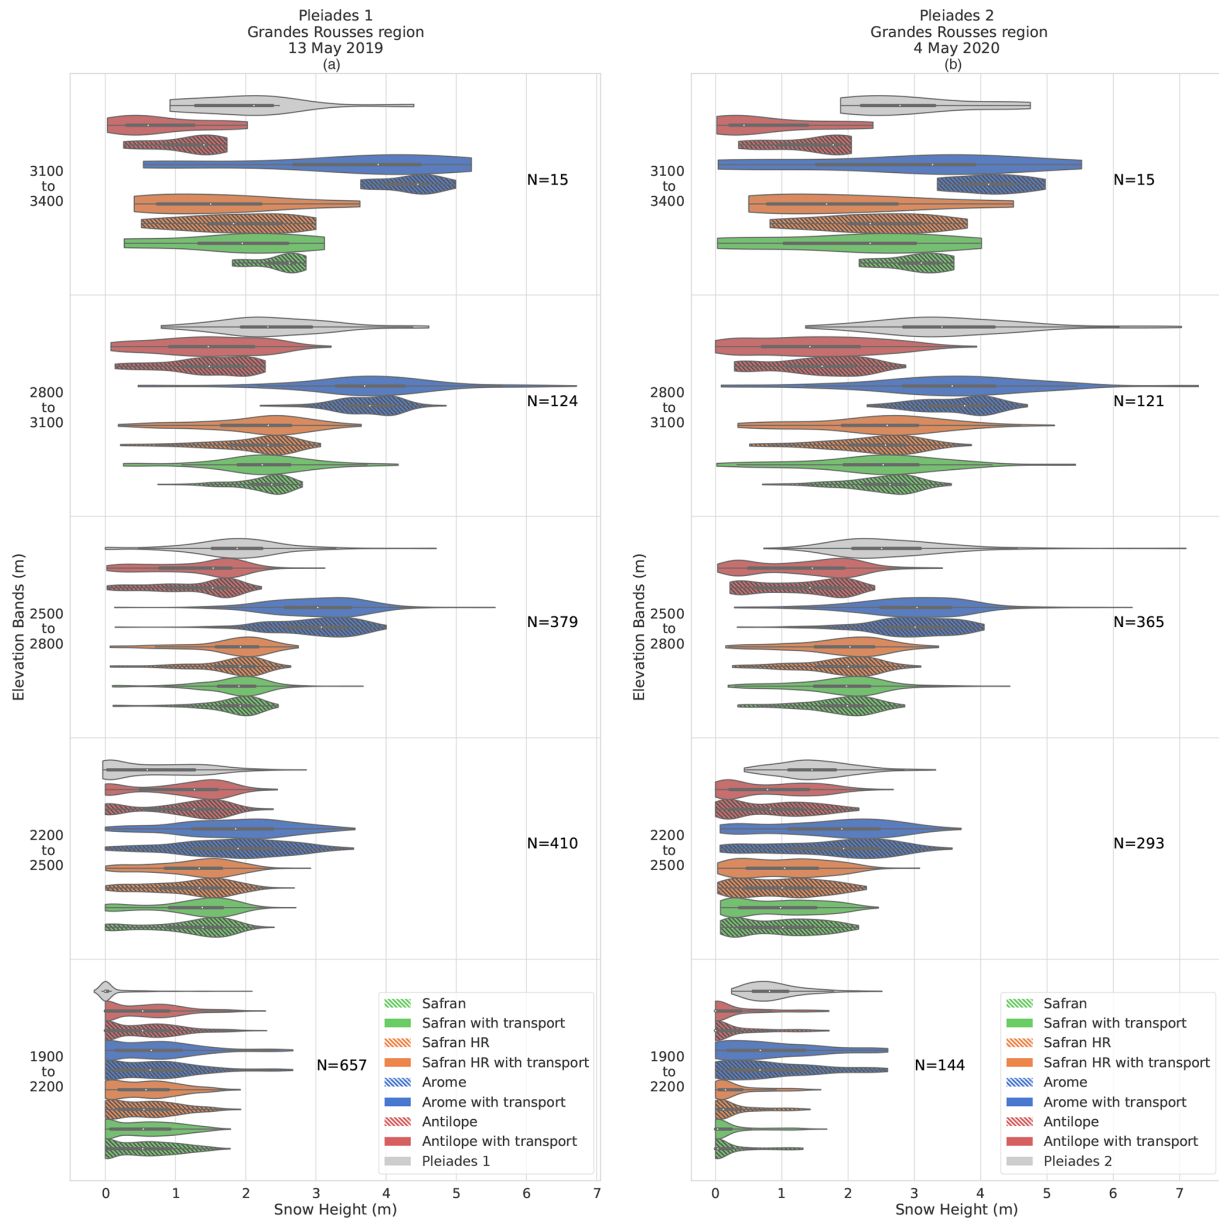 Pleiades 1
Grandes Rousses region
13 May 2019
(a)
Elevation Bands (m)
3100
to
3400
N=15
2800
to
3100
N=124
2500
to
2800
N=379
2200
to
2500
N=410
1900
to
2200
N=657
Safran
Safran with transport
Safran HR
Safran HR with transport
Arome
Arome with transport
Antilope
Antilope with transport
Pleiades 1
0 1 2 3 4 5 6 7
Snow Height (m)
Pleiades 2
Grandes Rousses region
4 May 2020
(b)
Elevation Bands (m)
3100
to
3400
N=15
2800
to
3100
N=121
2500
to
2800
N=365
2200
to
2500
N=293
1900
to
2200
N=144
Safran
Safran with transport
Safran HR
Safran HR with transport
Arome
Arome with transport
Antilope
Antilope with transport
Pleiades 2
0 1 2 3 4 5 6 7
Snow Height (m)